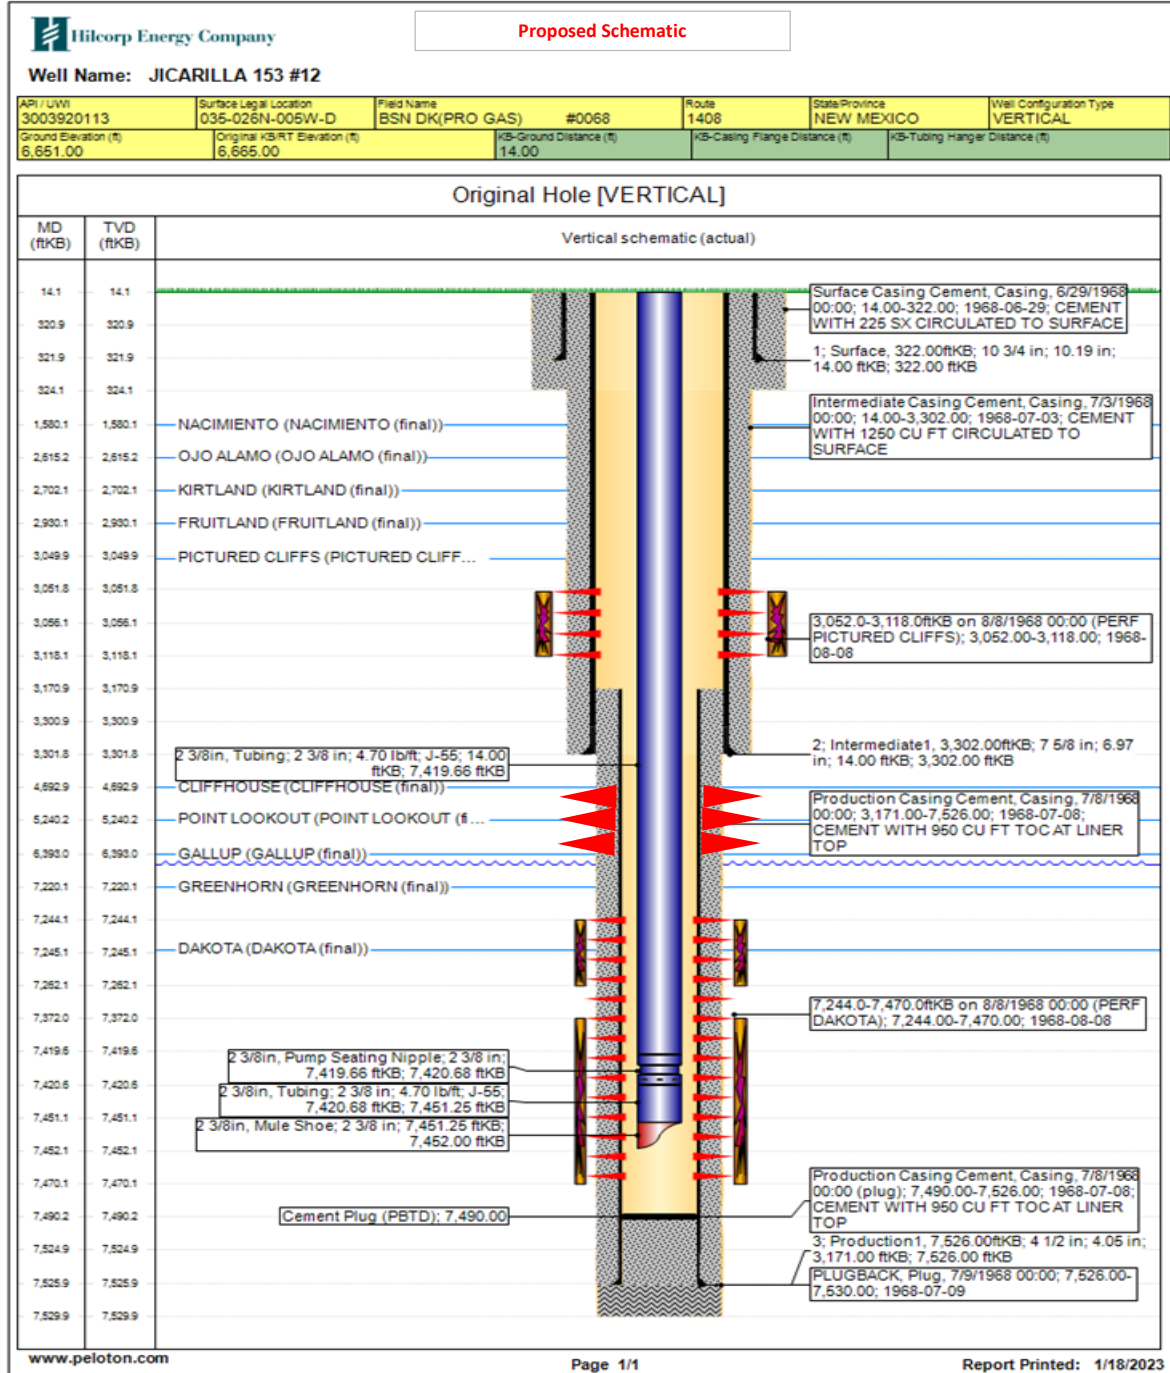 Hilcorp Energy Company
Proposed Schematic
Well Name: JICARILLA 153 #12
API / UWI
3003920113
Surface Legal Location
035-026N-005W-D
Field Name
BSN DK(PRO GAS) #0068
Route
1408
State/Province
NEW MEXICO
Well Configuration Type
VERTICAL
Ground Elevation (ft)
6,651.00
Original KB/RT Elevation (ft)
6,665.00
KB-Ground Distance (ft)
14.00
KB-Casing Flange Distance (ft)
KB-Tubing Hanger Distance (ft)
Original Hole [VERTICAL]
MD
(ftKB)
TVD
(ftKB)
Vertical schematic (actual)
14.1 14.1
320.9 320.9
321.9 321.9
324.1 324.1
1,580.1 1,580.1
2,615.2 2,615.2
2,702.1 2,702.1
2,930.1 2,930.1
3,049.9 3,049.9
3,051.8 3,051.8
3,056.1 3,056.1
3,118.1 3,118.1
3,170.9 3,170.9
3,300.9 3,300.9
3,301.8 3,301.8
4,692.9 4,692.9
5,240.2 5,240.2
6,393.0 6,393.0
7,220.1 7,220.1
7,244.1 7,244.1
7,245.1 7,245.1
7,262.1 7,262.1
7,372.0 7,372.0
7,419.6 7,419.6
7,420.6 7,420.6
7,451.1 7,451.1
7,452.1 7,452.1
7,470.1 7,470.1
7,490.2 7,490.2
7,524.9 7,524.9
7,525.9 7,525.9
7,529.9 7,529.9
NACIMIENTO (NACIMIENTO (final))
OJO ALAMO (OJO ALAMO (final))
KIRTLAND (KIRTLAND (final))
FRUITLAND (FRUITLAND (final))
PICTURED CLIFFS (PICTURED CLIFF...
2 3/8in, Tubing; 2 3/8 in; 4.70 lb/ft; J-55; 14.00
ftKB; 7,419.66 ftKB
CLIFFHOUSE (CLIFFHOUSE (final))
POINT LOOKOUT (POINT LOOKOUT (fi...
GALLUP (GALLUP (final))
GREENHORN (GREENHORN (final))
DAKOTA (DAKOTA (final))
2 3/8in, Pump Seating Nipple; 2 3/8 in;
7,419.66 ftKB; 7,420.68 ftKB
2 3/8in, Tubing; 2 3/8 in; 4.70 lb/ft; J-55;
7,420.68 ftKB; 7,451.25 ftKB
2 3/8in, Mule Shoe; 2 3/8 in; 7,451.25 ftKB;
7,452.00 ftKB
Cement Plug (PBTD); 7,490.00
Surface Casing Cement, Casing, 6/29/1968
00:00; 14.00-322.00; 1968-06-29; CEMENT
WITH 225 SX CIRCULATED TO SURFACE
1; Surface, 322.00ftKB; 10 3/4 in; 10.19 in;
14.00 ftKB; 322.00 ftKB
Intermediate Casing Cement, Casing, 7/3/1968
00:00; 14.00-3,302.00; 1968-07-03; CEMENT
WITH 1250 CU FT CIRCULATED TO
SURFACE
3,052.0-3,118.0ftKB on 8/8/1968 00:00 (PERF
PICTURED CLIFFS); 3,052.00-3,118.00; 1968-
08-08
2; Intermediate1, 3,302.00ftKB; 7 5/8 in; 6.97
in; 14.00 ftKB; 3,302.00 ftKB
Production Casing Cement, Casing, 7/8/1968
00:00; 3,171.00-7,526.00; 1968-07-08;
CEMENT WITH 950 CU FT TOC AT LINER
TOP
7,244.0-7,470.0ftKB on 8/8/1968 00:00 (PERF
DAKOTA); 7,244.00-7,470.00; 1968-08-08
Production Casing Cement, Casing, 7/8/1968
00:00 (plug); 7,490.00-7,526.00; 1968-07-08;
CEMENT WITH 950 CU FT TOC AT LINER
TOP
3; Production1, 7,526.00ftKB; 4 1/2 in; 4.05 in;
3,171.00 ftKB; 7,526.00 ftKB
PLUGBACK, Plug, 7/9/1968 00:00; 7,526.00-
7,530.00; 1968-07-09
www.peloton.com
Page 1/1
Report Printed: 1/18/2023